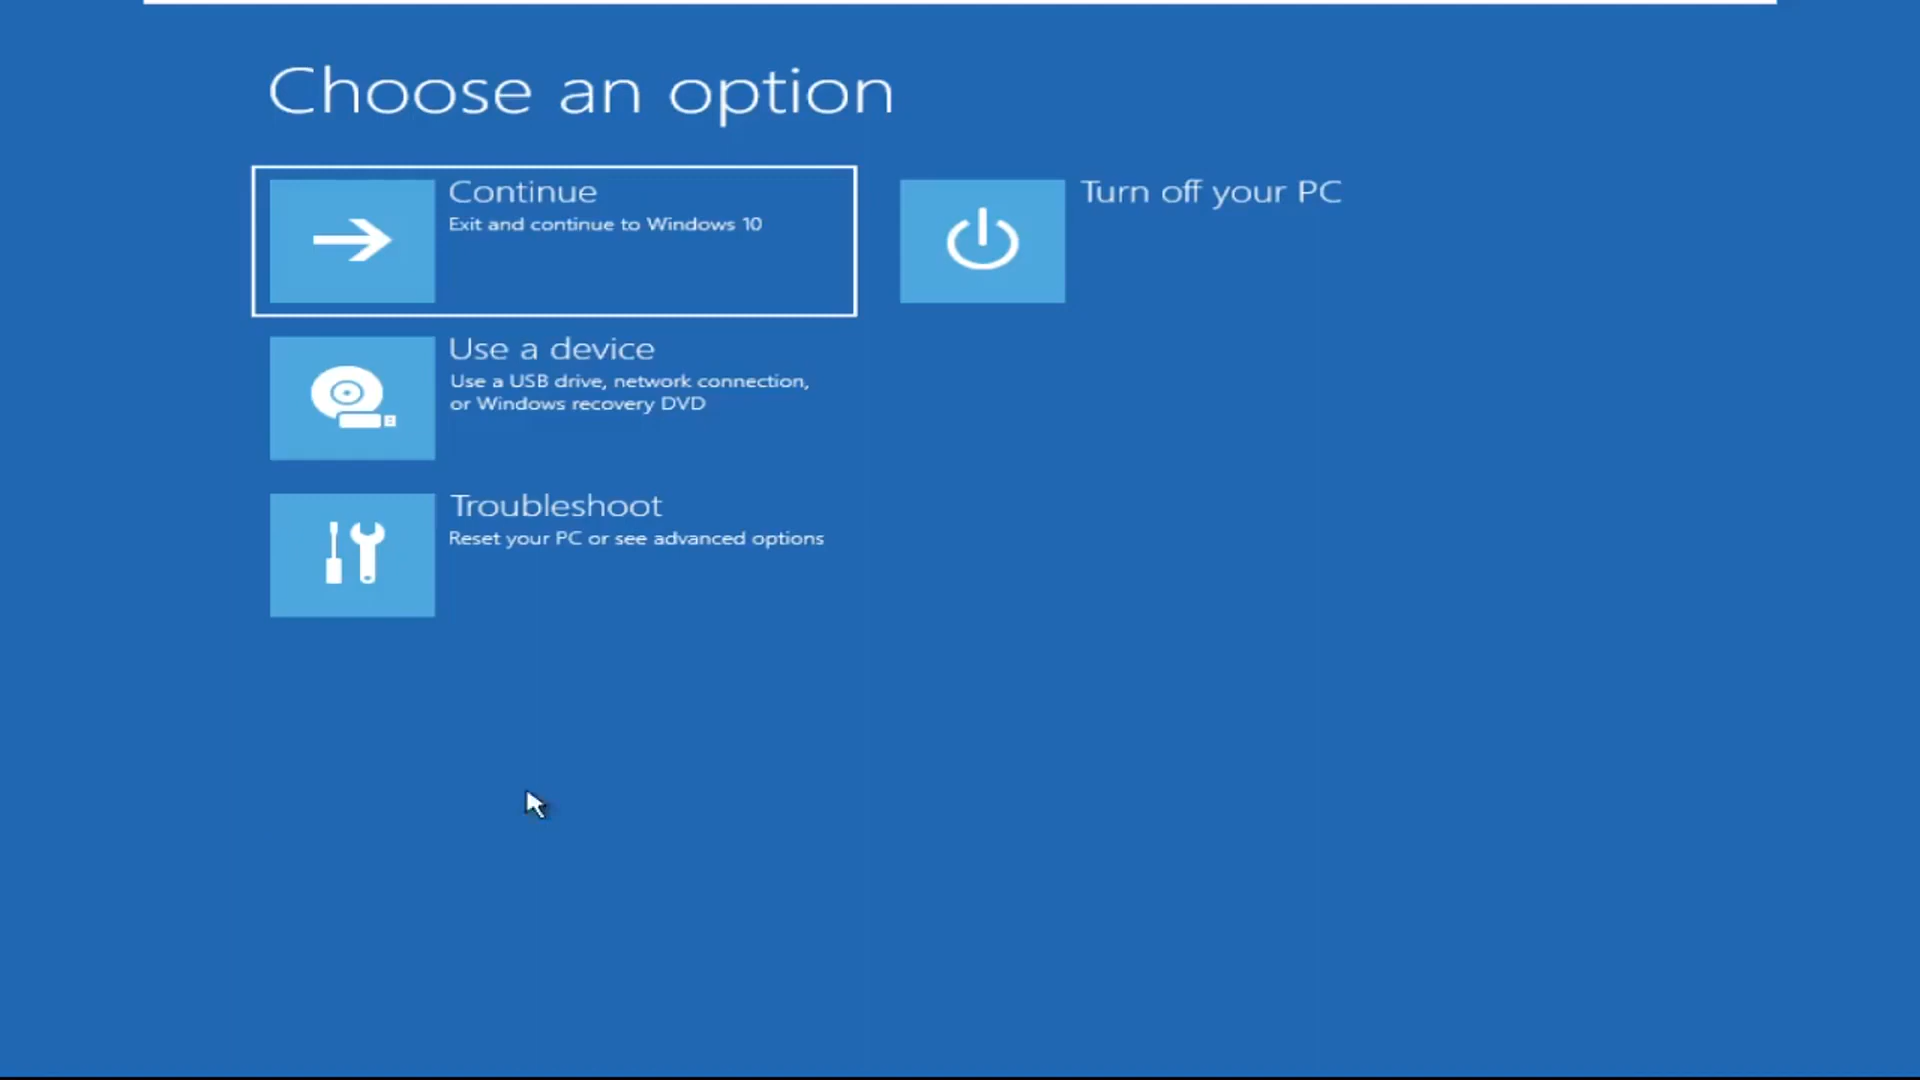 Choose an option
Continue
Exit and continue to Windows 10
Turn off your PC
Use a device
Use a USB drive, network connection,
or Windows recovery DVD
Troubleshoot
Reset your PC or see advanced options